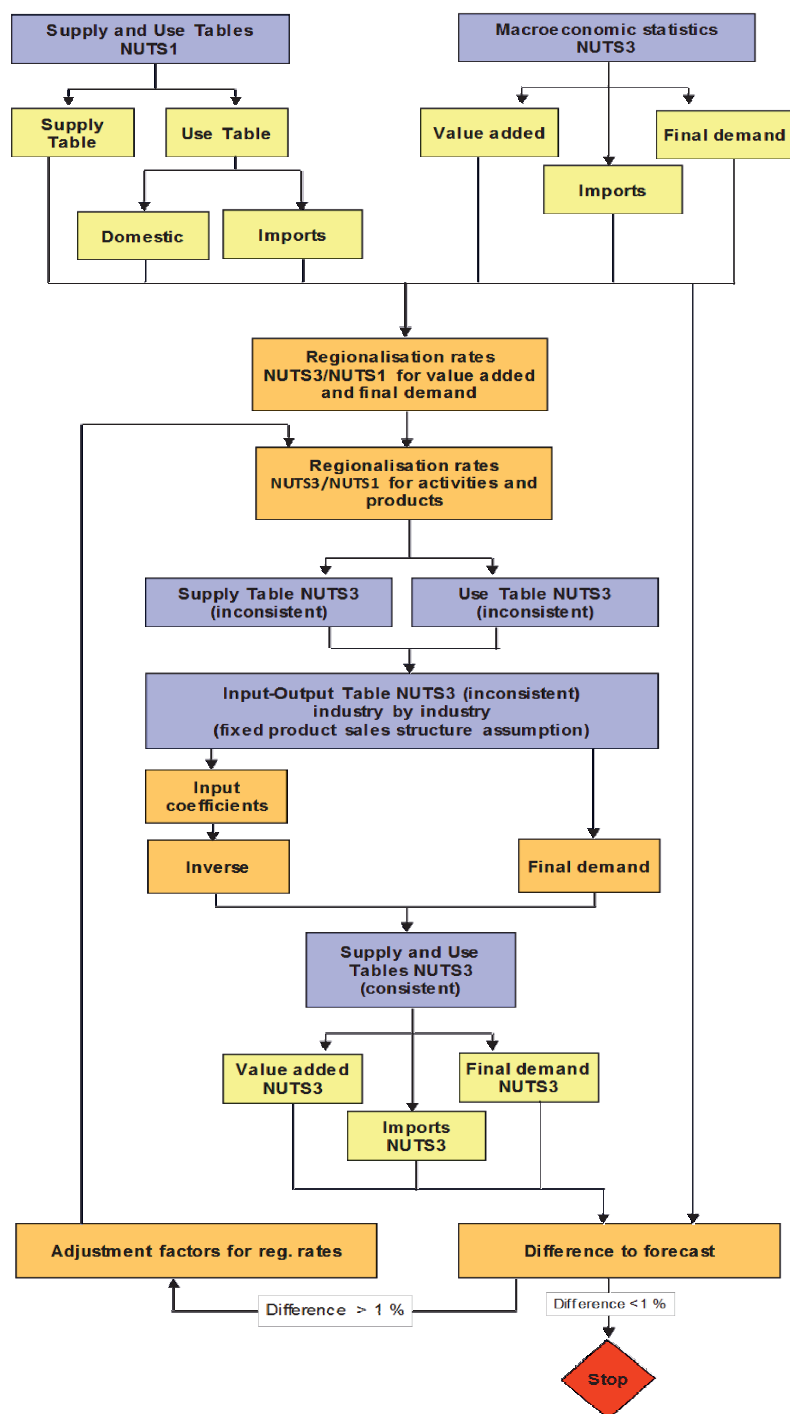 Supply and Use Tables
NUTS1
Macroeconomic statistics
NUTS3
Supply
Table
Use Table
Value added
Final demand
Imports
Domestic
Imports
Regionalisation rates
NUTS3/NUTS1 for value added
and final demand
Regionalisation rates
NUTS3/NUTS1 for activities and
products
Supply Table NUTS3
(inconsistent)
Use Table NUTS3
(inconsistent)
Input-Output Table NUTS3 (inconsistent)
industry by industry
(fixed product sales structure assumption)
Input
coefficients
Inverse
Final demand
Supply and Use
Tables NUTS3
(consistent)
Value added
NUTS3
Final demand
NUTS3
Imports
NUTS3
Adjustment factors for reg. rates
Difference to forecast
Difference > 1 %
Difference <1 %
Stop